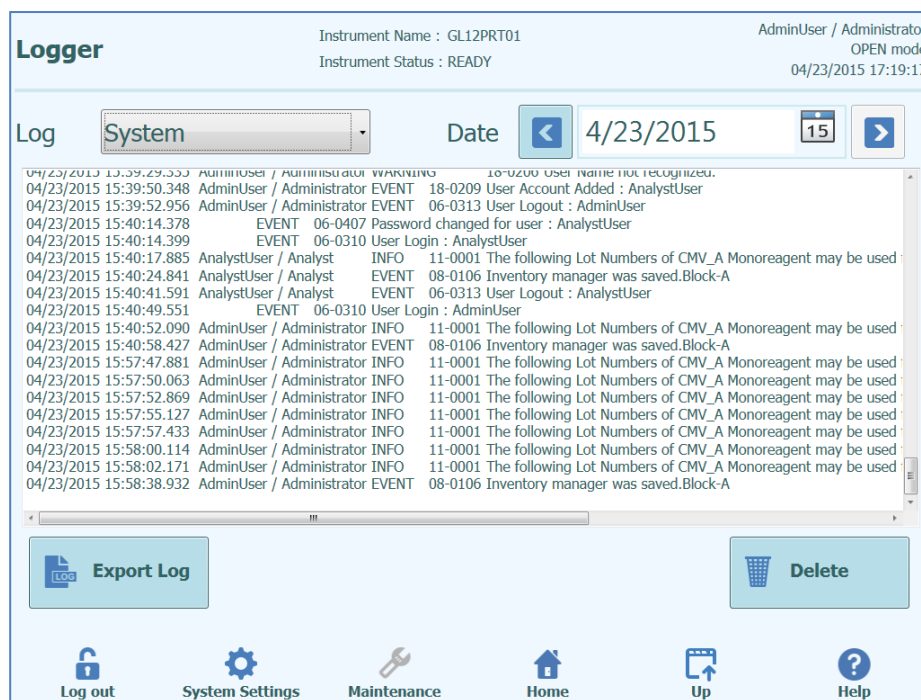 Logger
Instrument Name : GL12PRT01
Instrument Status : READY
AdminUser / Administrato
OPEN mode
04/23/2015 17:19:17
Log
System
Date
4/23/2015
15
04/23/2015 15:39:29.335 AdminUser / Administrator WARNING 18-0206 User Name not recognized.
04/23/2015 15:39:50.348 AdminUser / Administrator EVENT 18-0209 User Account Added : AnalystUser
04/23/2015 15:39:52.956 AdminUser / Administrator EVENT 06-0313 User Logout : AdminUser
04/23/2015 15:40:14.378 EVENT 06-0407 Password changed for user : AnalystUser
04/23/2015 15:40:14.399 EVENT 06-0310 User Login : AnalystUser
04/23/2015 15:40:17.885 AnalystUser / Analyst INFO 11-0001 The following Lot Numbers of CMV_A Monoreagent may be used
04/23/2015 15:40:24.841 AnalystUser / Analyst EVENT 08-0106 Inventory manager was saved.Block-A
04/23/2015 15:40:41.591 AnalystUser / Analyst EVENT 06-0313 User Logout : AnalystUser
04/23/2015 15:40:49.551 EVENT 06-0310 User Login : AdminUser
04/23/2015 15:40:52.090 AdminUser / Administrator INFO 11-0001 The following Lot Numbers of CMV_A Monoreagent may be used
04/23/2015 15:40:58.427 AdminUser / Administrator EVENT 08-0106 Inventory manager was saved.Block-A
04/23/2015 15:57:47.881 AdminUser / Administrator INFO 11-0001 The following Lot Numbers of CMV_A Monoreagent may be used
04/23/2015 15:57:50.063 AdminUser / Administrator INFO 11-0001 The following Lot Numbers of CMV_A Monoreagent may be used
04/23/2015 15:57:52.869 AdminUser / Administrator INFO 11-0001 The following Lot Numbers of CMV_A Monoreagent may be used
04/23/2015 15:57:55.127 AdminUser / Administrator INFO 11-0001 The following Lot Numbers of CMV_A Monoreagent may be used
04/23/2015 15:57:57.433 AdminUser / Administrator INFO 11-0001 The following Lot Numbers of CMV_A Monoreagent may be used
04/23/2015 15:58:00.114 AdminUser / Administrator INFO 11-0001 The following Lot Numbers of CMV_A Monoreagent may be used
04/23/2015 15:58:02.171 AdminUser / Administrator INFO 11-0001 The following Lot Numbers of CMV_A Monoreagent may be used
04/23/2015 15:58:38.932 AdminUser / Administrator EVENT 08-0106 Inventory manager was saved.Block-A
LOG
Export Log
Delete
Log out
System Settings
Maintenance
Home
Up
Help